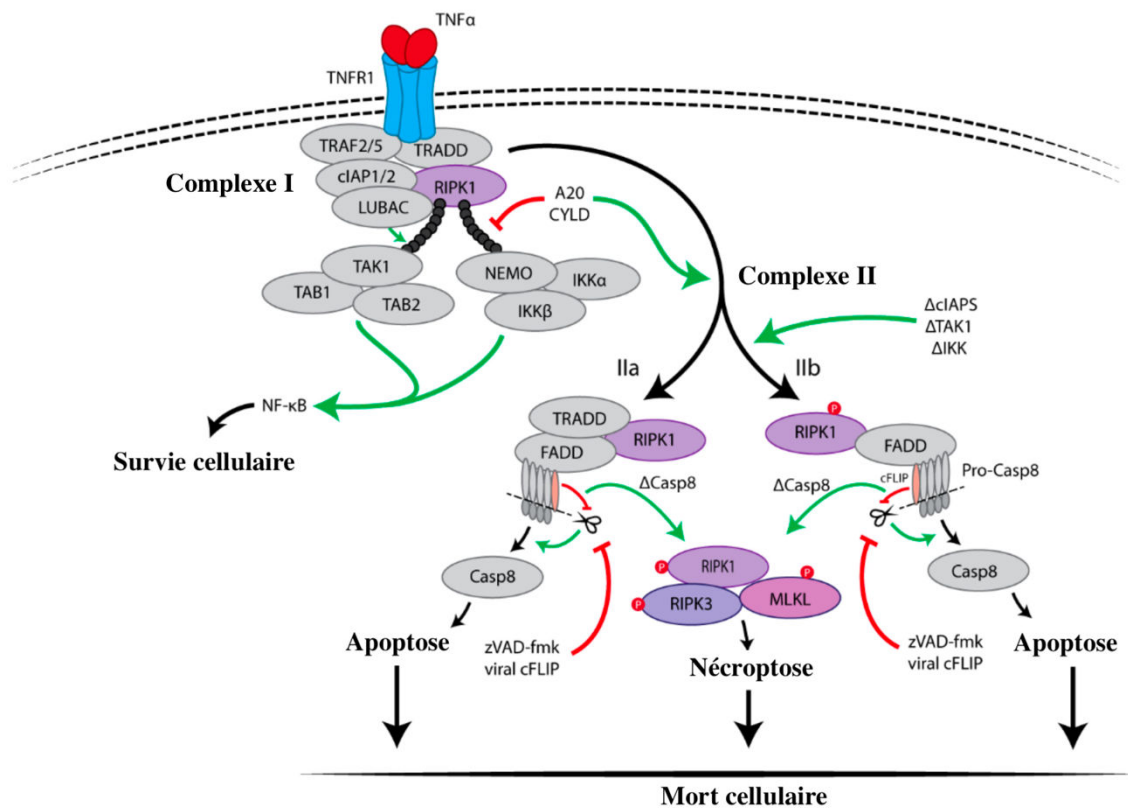 TNFα
TNFR1
TRAF2/5
TRADD
Complexe I
cIAP1/2
RIPK1
LUBAC
A20
CYLD
TAK1
TAB1
TAB2
NEMO
IKKα
IKKβ
Complexe II
ΔcIAPS
ΔTAK1
ΔIKK
IIa
IIb
NF-κB
Survie cellulaire
TRADD
RIPK1
FADD
P
RIPK1
FADD
cFLIP
Pro-Casp8
ΔCasp8
ΔCasp8
Casp8
P
RIPK1
P
RIPK3
P
MLKL
Casp8
Apoptose
zVAD-fmk
viral cFLIP
Nécroptose
zVAD-fmk
viral cFLIP
Apoptose
Mort cellulaire